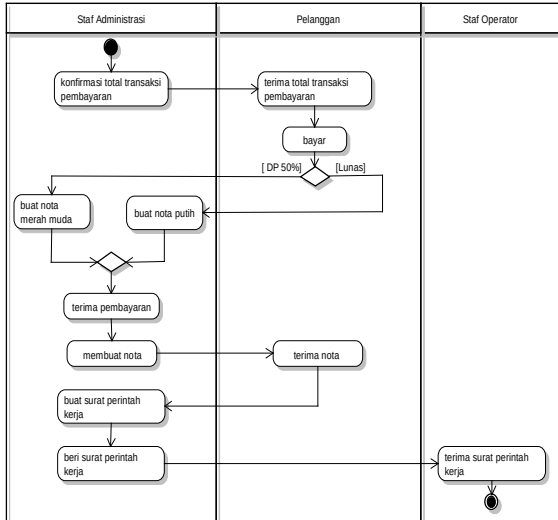 Staf Administrasi
Pelanggan
Staf Operator
konfirmasi total transaksi
pembayaran
terima total transaksi
pembayaran
bayar
[ DP 50%]
[Lunas]
buat nota
merah muda
buat nota putih
terima pembayaran
membuat nota
terima nota
buat surat perintah
kerja
beri surat perintah
kerja
terima surat perintah
kerja